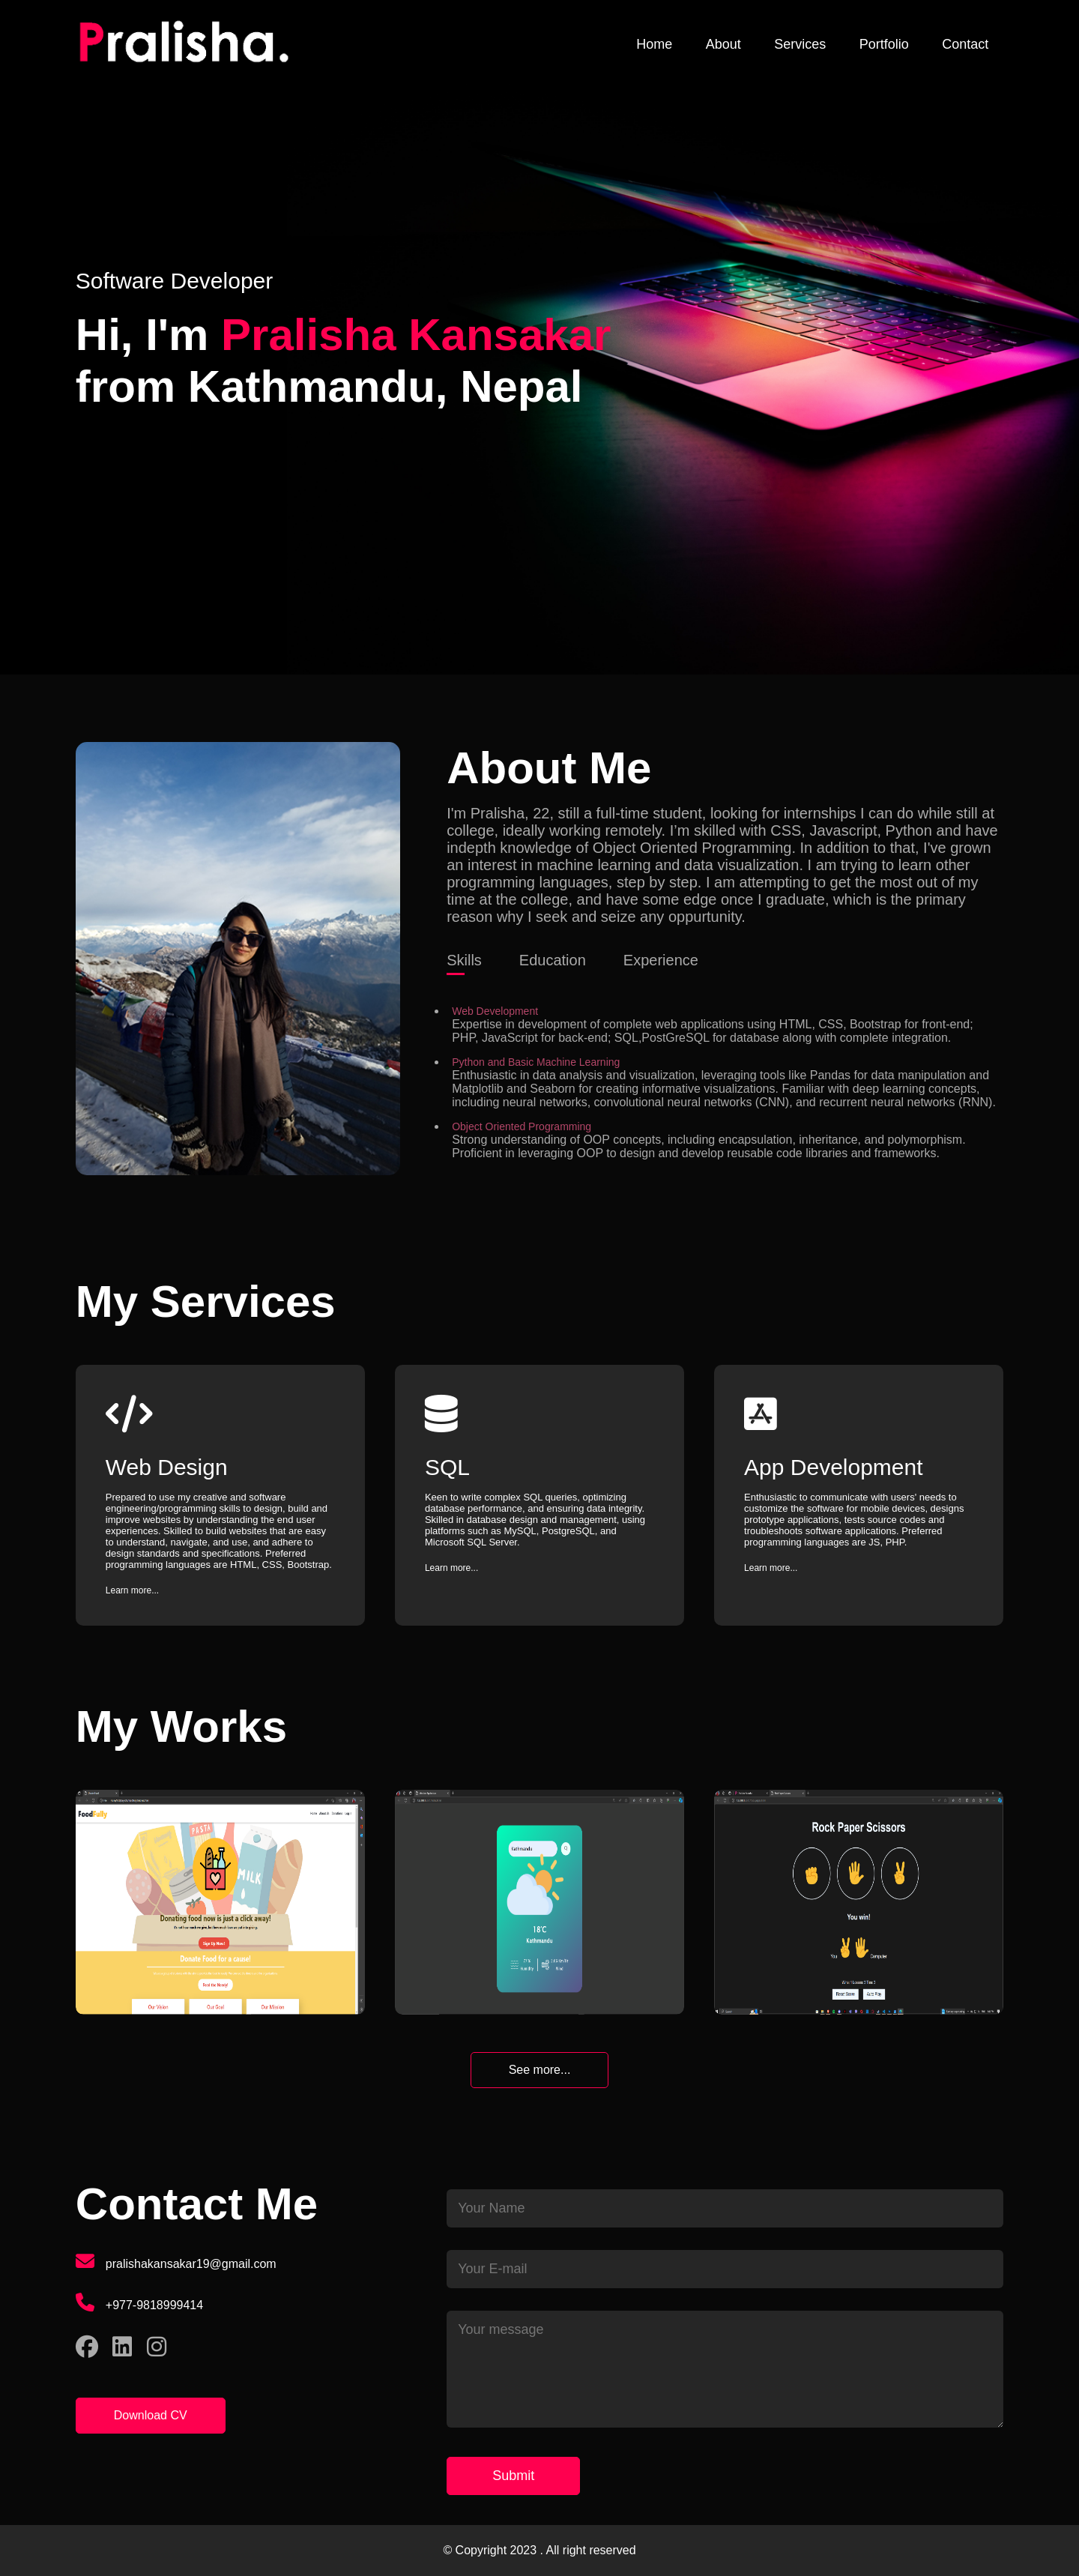 Pralisha.
Home About Services Portfolio Contact
Software Developer
Hi, I'm Pralisha Kansakar
from Kathmandu, Nepal
About Me
I'm Pralisha, 22, still a full-time student, looking for internships I can do while still at
college, ideally working remotely. I'm skilled with CSS, Javascript, Python and have
indepth knowledge of Object Oriented Programming. In addition to that, I've grown
an interest in machine learning and data visualization. I am trying to learn other
programming languages, step by step. I am attempting to get the most out of my
time at the college, and have some edge once I graduate, which is the primary
reason why I seek and seize any oppurtunity.
Skills Education Experience
Web Development
Expertise in development of complete web applications using HTML, CSS, Bootstrap for front-end;
PHP, JavaScript for back-end; SQL,PostGreSQL for database along with complete integration.
Python and Basic Machine Learning
Enthusiastic in data analysis and visualization, leveraging tools like Pandas for data manipulation and
Matplotlib and Seaborn for creating informative visualizations. Familiar with deep learning concepts,
including neural networks, convolutional neural networks (CNN), and recurrent neural networks (RNN).
Object Oriented Programming
Strong understanding of OOP concepts, including encapsulation, inheritance, and polymorphism.
Proficient in leveraging OOP to design and develop reusable code libraries and frameworks.
My Services
Web Design
Prepared to use my creative and software
engineering/programming skills to design, build and
improve websites by understanding the end user
experiences. Skilled to build websites that are easy
to understand, navigate, and use, and adhere to
design standards and specifications. Preferred
programming languages are HTML, CSS, Bootstrap.
Learn more...
SQL
Keen to write complex SQL queries, optimizing
database performance, and ensuring data integrity.
Skilled in database design and management, using
platforms such as MySQL, PostgreSQL, and
Microsoft SQL Server.
Learn more...
App Development
Enthusiastic to communicate with users' needs to
customize the software for mobile devices, designs
prototype applications, tests source codes and
troubleshoots software applications. Preferred
programming languages are JS, PHP.
Learn more...
My Works
FoodFully
MILK
Donating food now is just a click away!
Sign Up Now!
Donate Food for a cause!
Our Vision Our Goal Our Mission
Kathmandu
18°C
Kathmandu
Rock Paper Scissors
You win!
You Computer
See more...
Contact Me
pralishakansakar19@gmail.com
+977-9818999414
Download CV
Your Name
Your E-mail
Your message
Submit
© Copyright 2023 . All right reserved